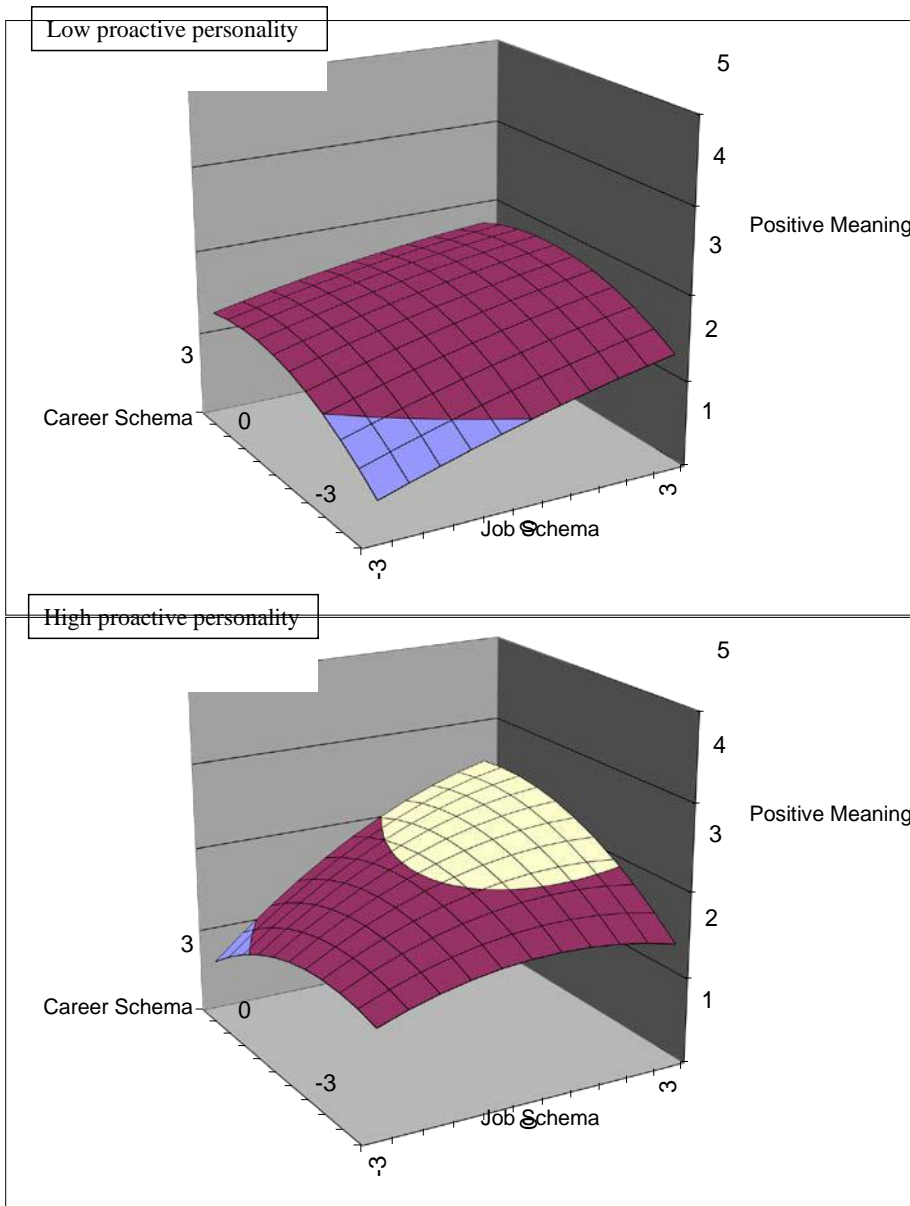 Low proactive personality
5
4
Positive Meaning
3
2
3
1
Career Schema
0
-3
3
Job Schema
0
-3
High proactive personality
5
4
Positive Meaning
3
2
3
1
Career Schema
0
-3
3
Job Schema
0
-3